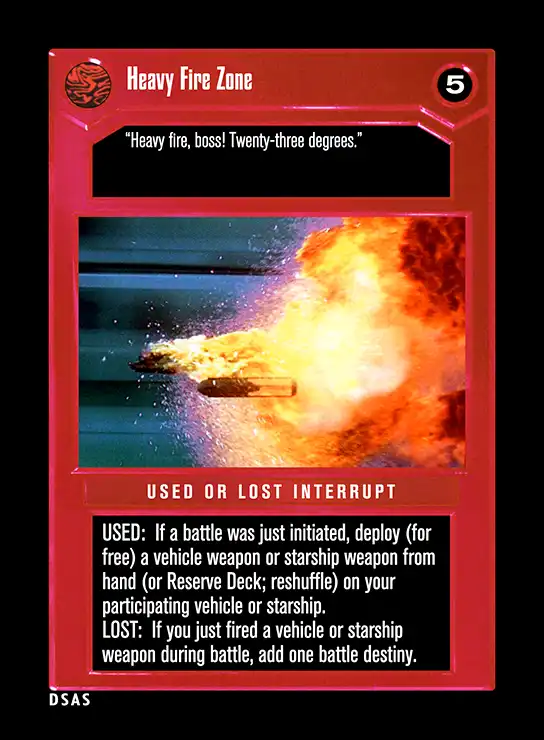 Heavy Fire Zone
5
“Heavy fire, boss! Twenty-three degrees.”
USED OR LOST INTERRUPT
USED: If a battle was just initiated, deploy (for
free) a vehicle weapon or starship weapon from
hand (or Reserve Deck; reshuffle) on your
participating vehicle or starship.
LOST: If you just fired a vehicle or starship
weapon during battle, add one battle destiny.
DSAS